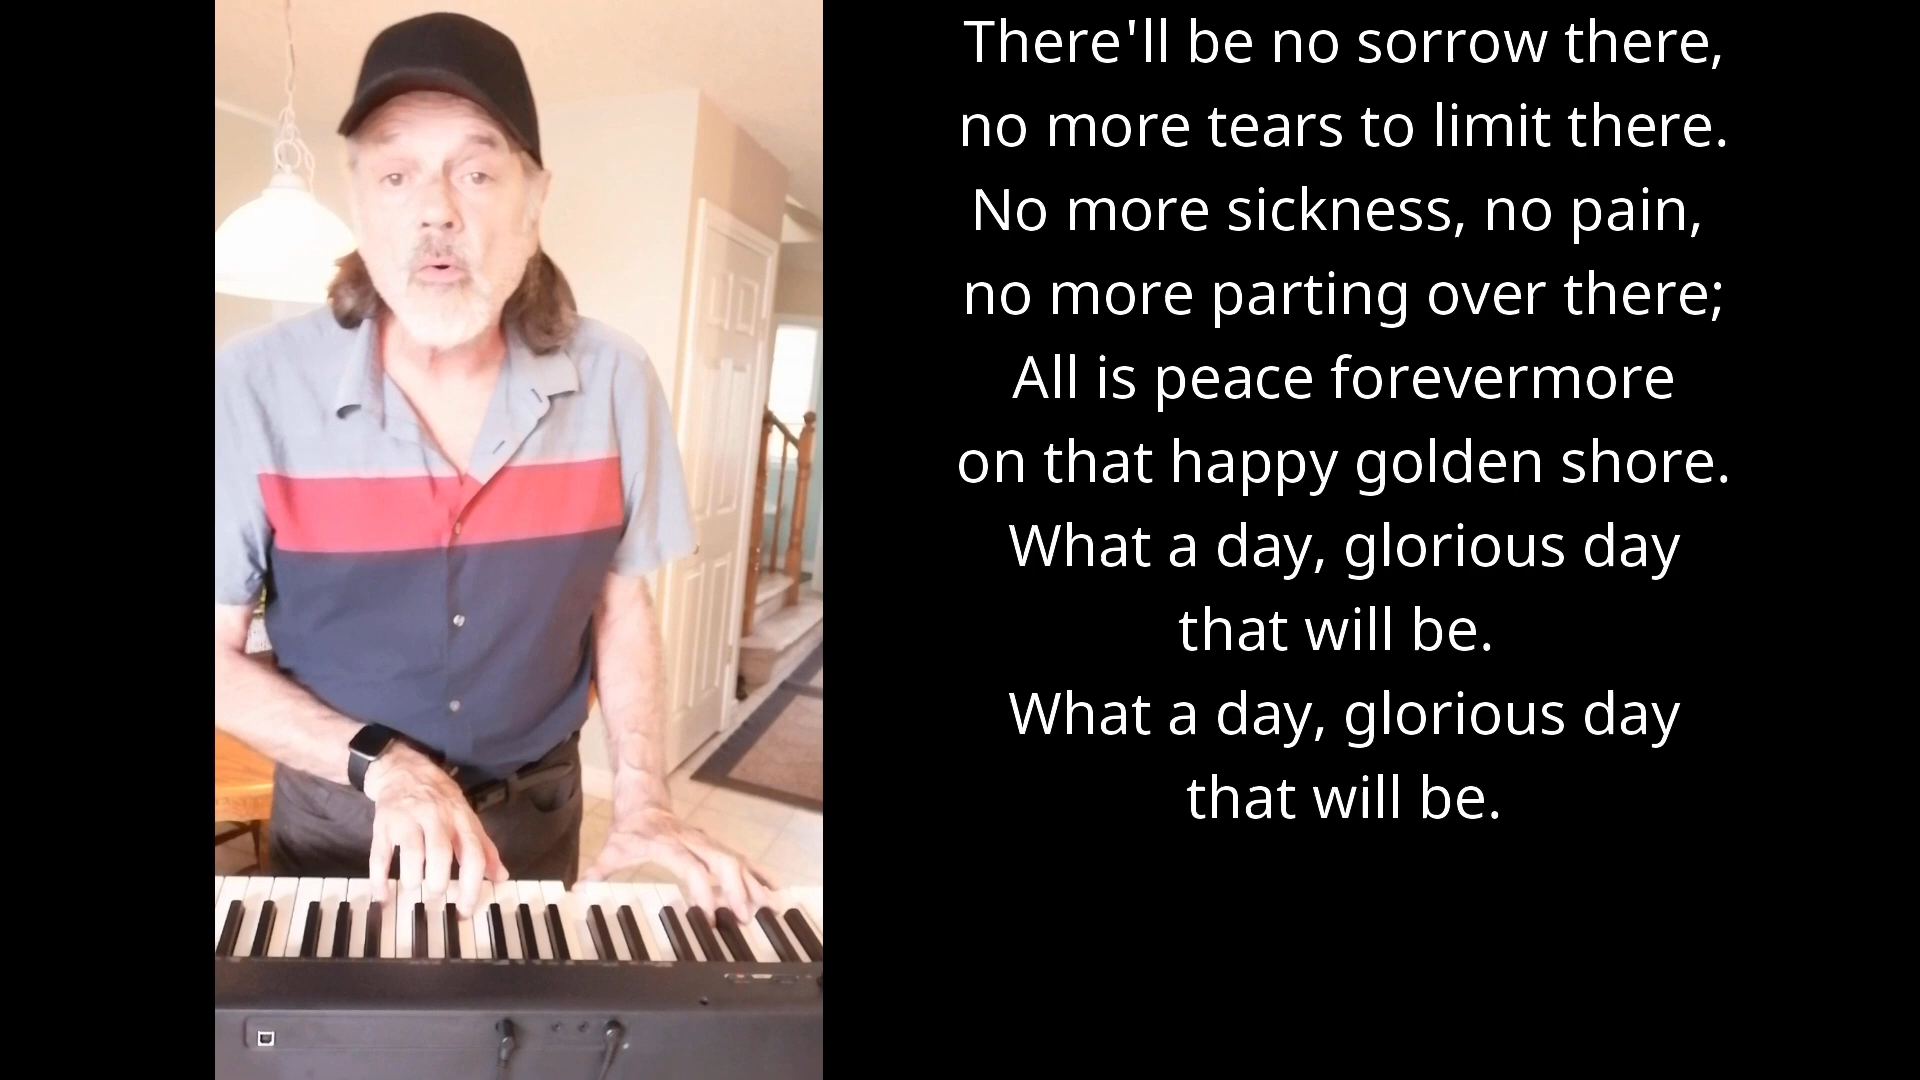 There'll be no sorrow there,
no more tears to limit there.
No more sickness, no pain,
no more parting over there;
All is peace forevermore
on that happy golden shore.
What a day, glorious day
that will be.
What a day, glorious day
that will be.